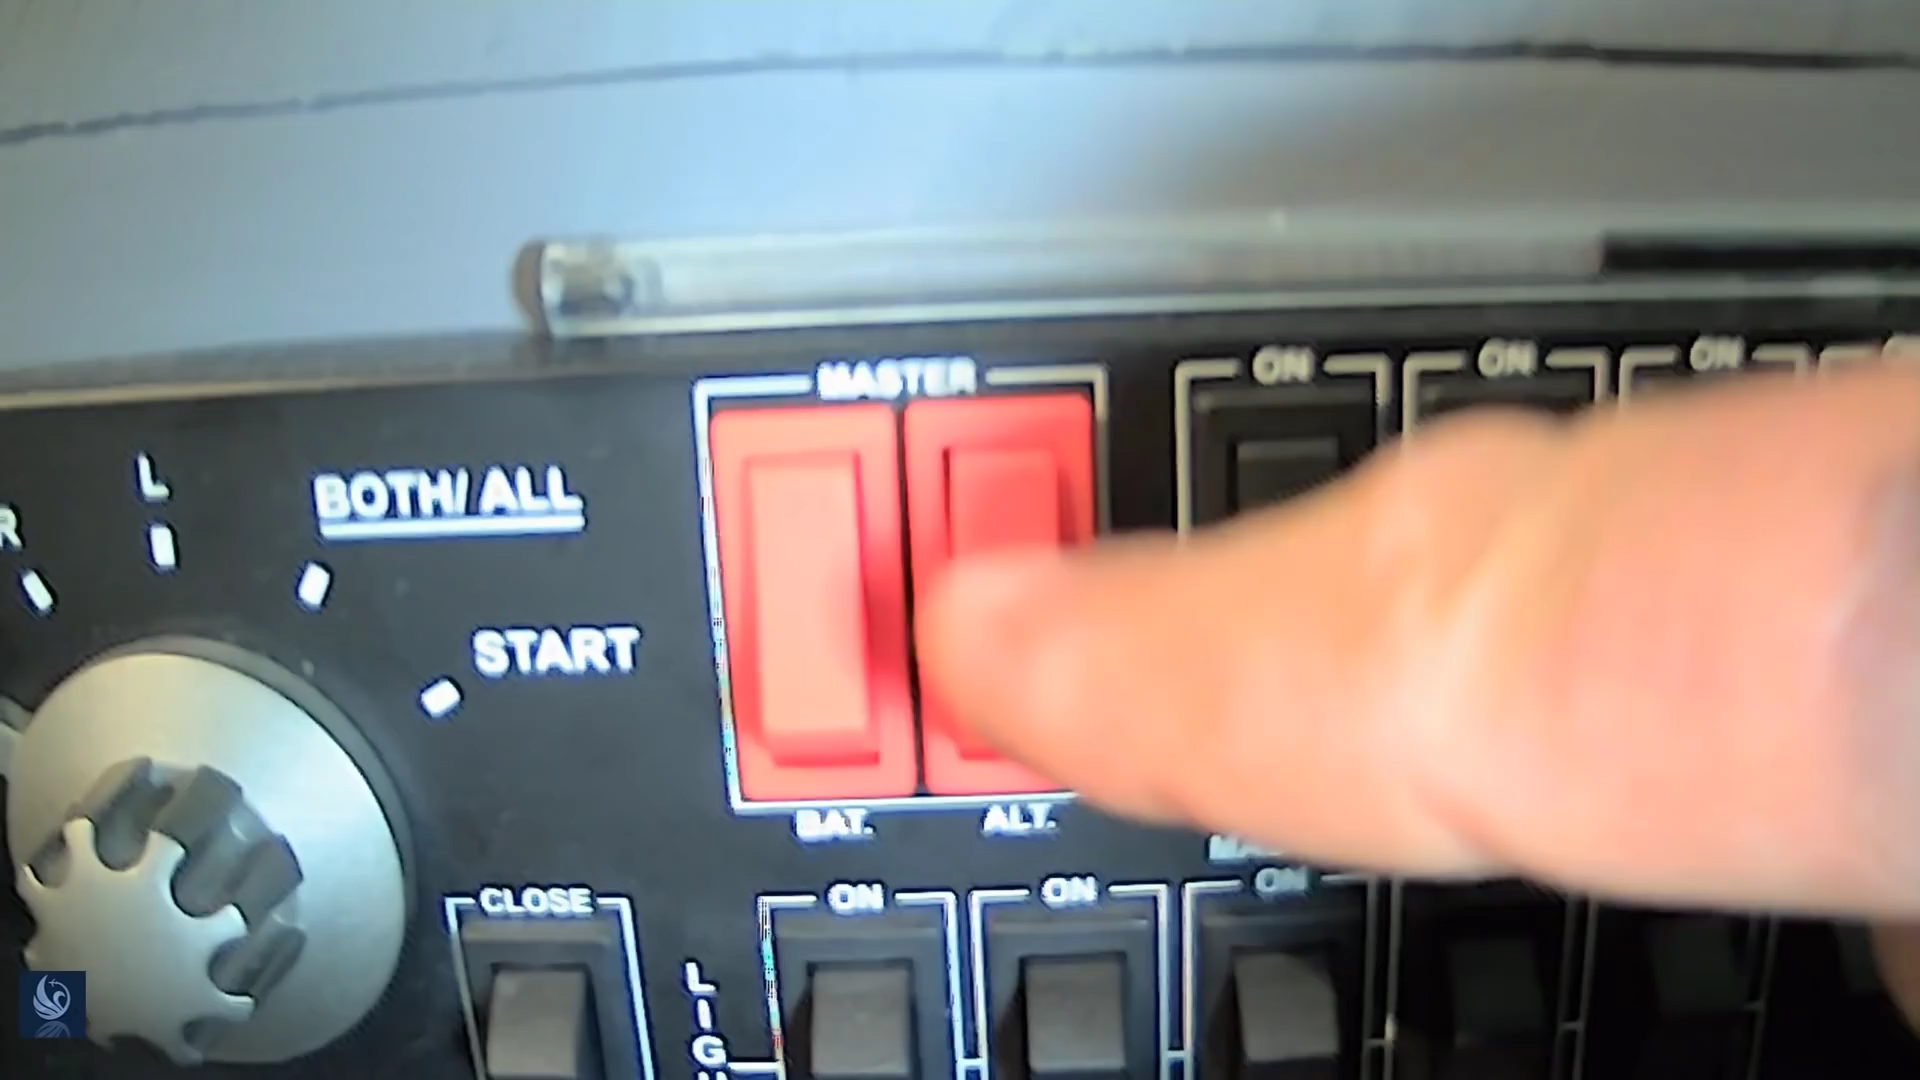 MASTER
ON
ON
ON
L
R
BOTH/ ALL
START
BAT.
ALT.
CLOSE
ON
ON
ON